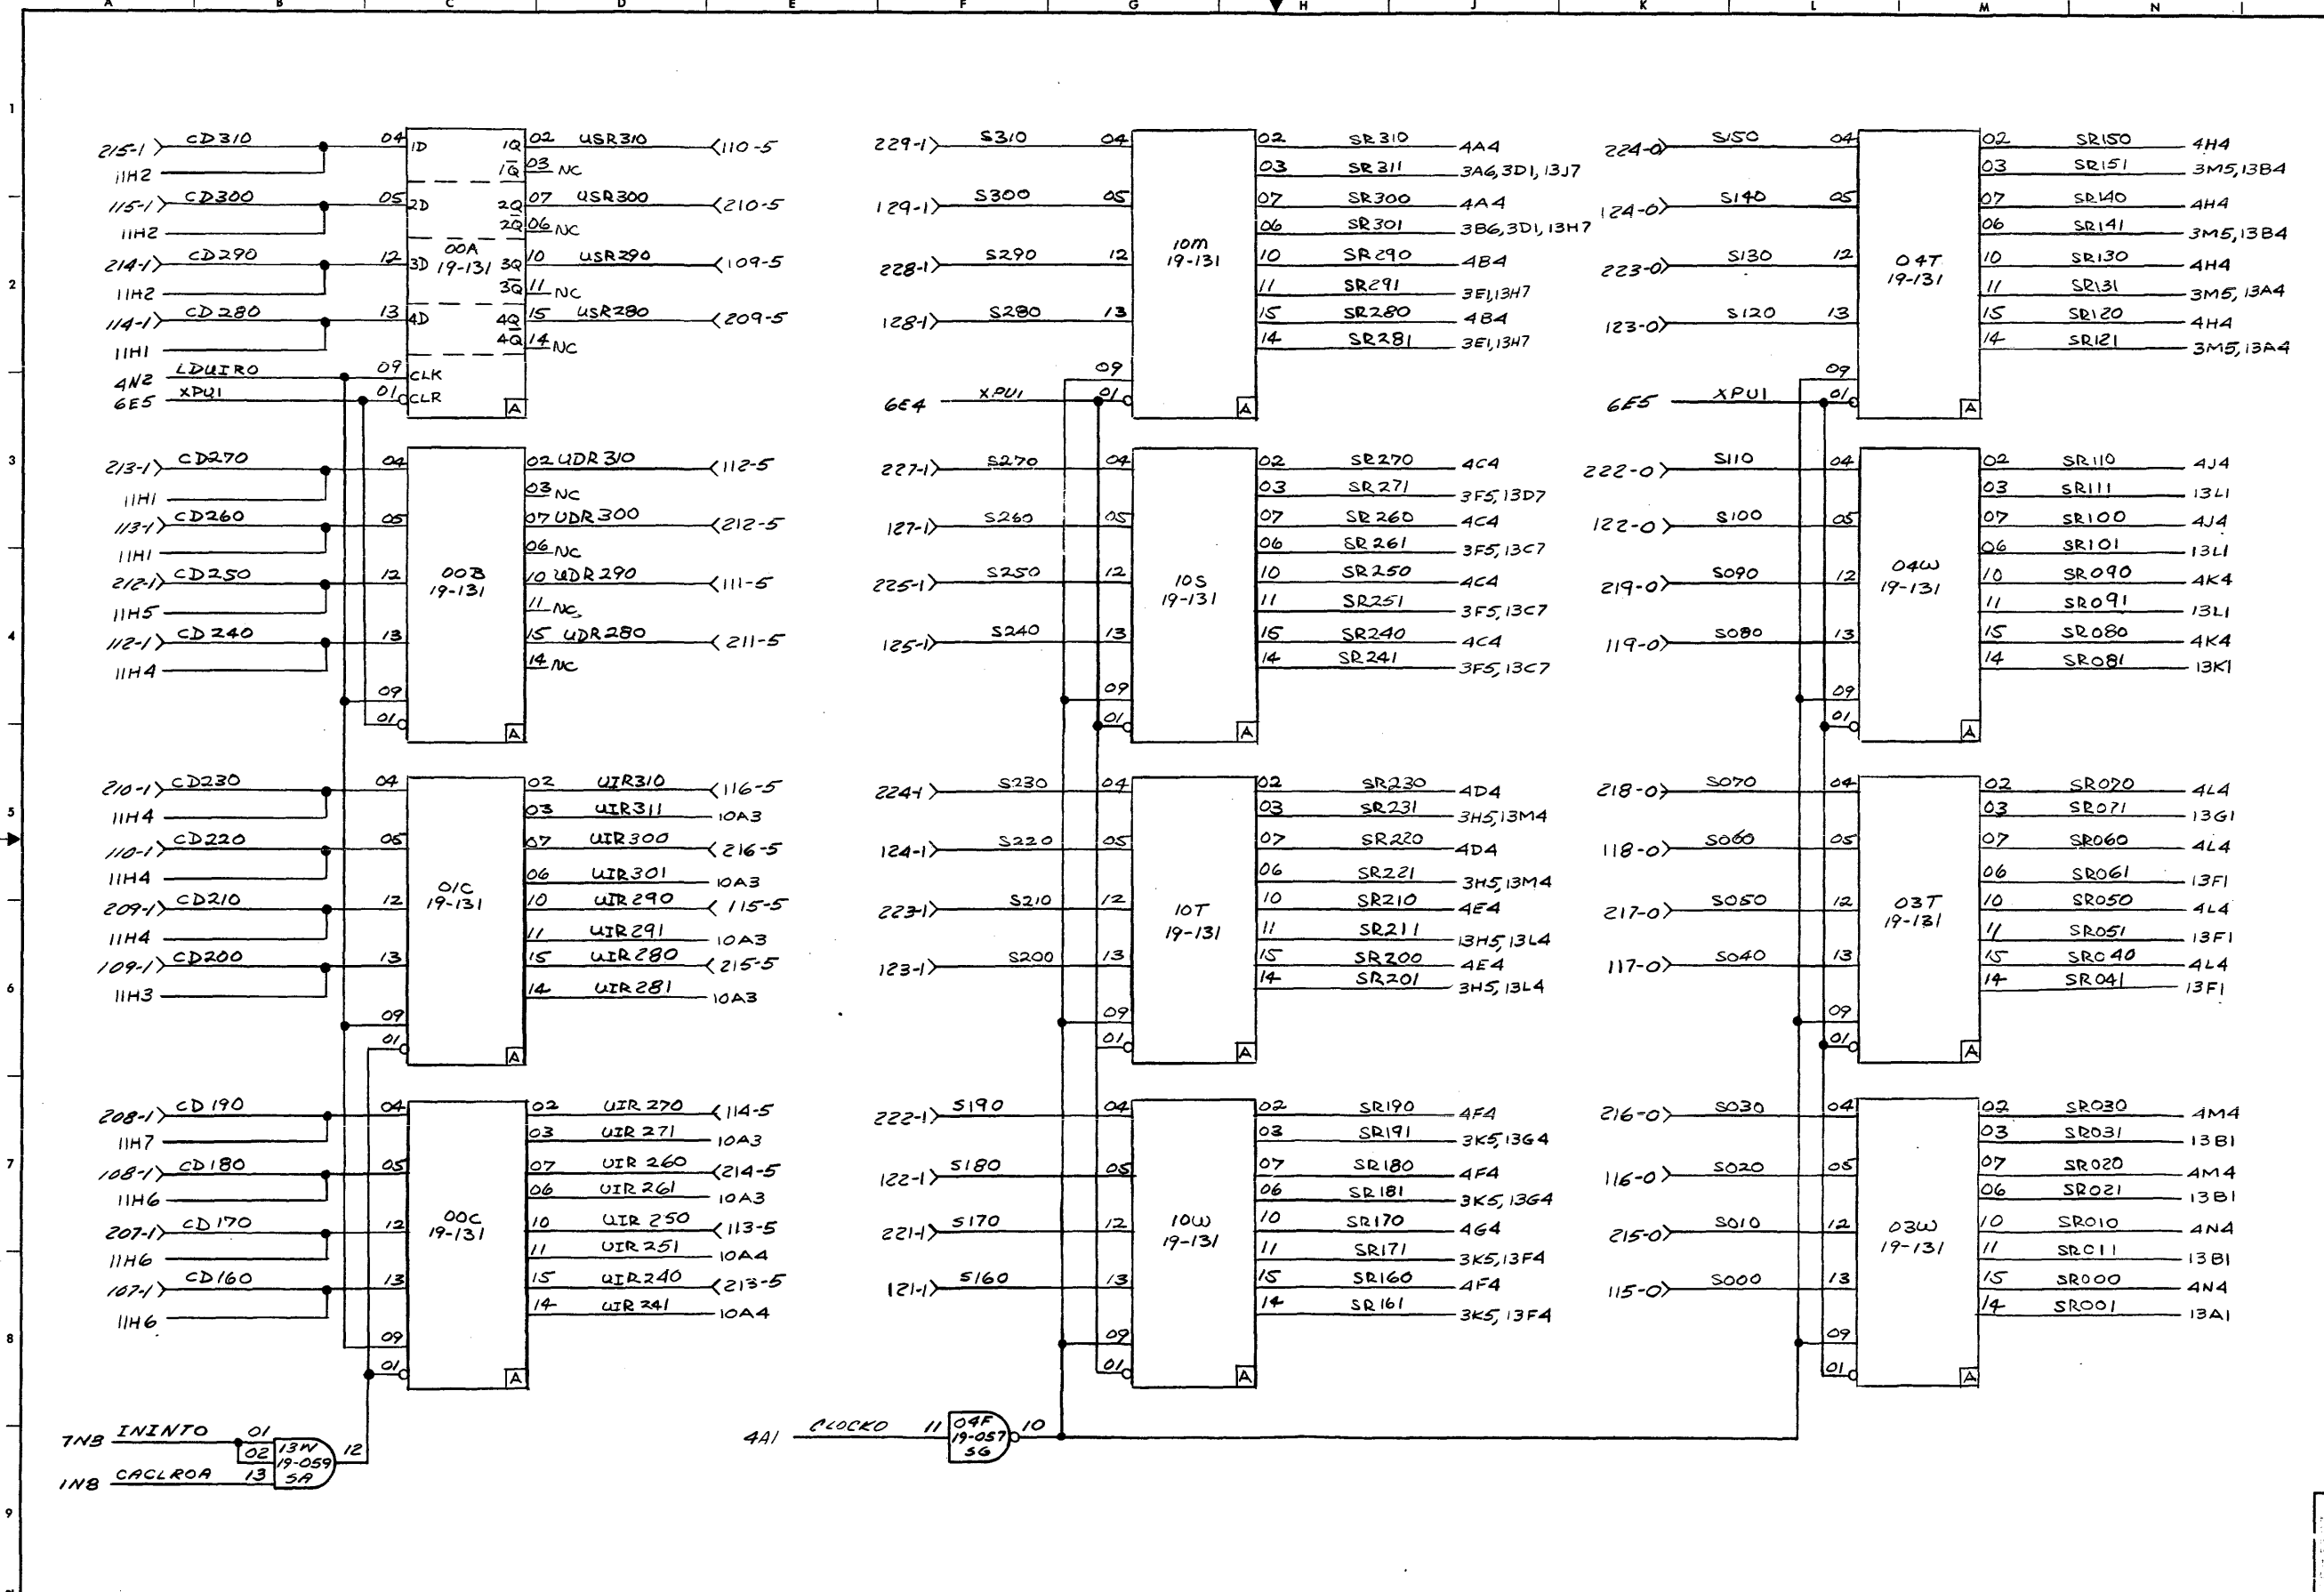 A B C D E F G H J K L M N
1
2
3
4
5
6
7
8
9
215-1 CD310 04 1D 1Q 02 USR310 110-5
11H2 1Q̅ 03 NC
115-1 CD300 05 2D 2Q 07 USR300 210-5
11H2 2Q̅ 06 NC
214-1 CD290 12 3D 00A 19-131 3Q 10 USR290 109-5
11H2 3Q̅ 11 NC
114-1 CD280 13 4D 4Q 15 USR280 209-5
11H1 4Q̅ 14 NC
4N2 LDUIR0 09 CLK
6E5 XPU1 01 CLR A
213-1 CD270 04 02 UDR310 112-5
11H1 03 NC
113-1 CD260 05 07 UDR300 212-5
11H1 06 NC
212-1 CD250 12 00B 19-131 10 UDR290 111-5
11H5 11 NC
112-1 CD240 13 15 UDR280 211-5
11H4 14 NC
09
01 A
210-1 CD230 04 02 UIR310 116-5
11H4 03 UIR311 10A3
110-1 CD220 05 07 UIR300 216-5
11H4 06 UIR301 10A3
209-1 CD210 12 01C 19-131 10 UIR290 115-5
11H4 11 UIR291 10A3
109-1 CD200 13 15 UIR280 215-5
11H3 14 UIR281 10A3
09
01 A
208-1 CD190 04 02 UIR270 114-5
11H7 03 UIR271 10A3
108-1 CD180 05 07 UIR260 214-5
11H6 06 UIR261 10A3
207-1 CD170 12 00C 19-131 10 UIR250 113-5
11H6 11 UIR251 10A4
107-1 CD160 13 15 UIR240 213-5
11H6 14 UIR241 10A4
09
01 A
7N3 ININTO 01
02 13W 19-059 SA 12
1N8 CACLROA 13
229-1 S310 04 02 SR310 4A4
03 SR311 3A6,3D1,13J7
129-1 S300 05 07 SR300 4A4
06 SR301 3B6,3D1,13H7
228-1 S290 12 10M 19-131 10 SR290 4B4
11 SR291 3E1,13H7
128-1 S280 13 15 SR280 4B4
14 SR281 3E1,13H7
09
6E4 XPU1 01 A
227-1 S270 04 02 SR270 4C4
03 SR271 3F5,13D7
127-1 S260 05 07 SR260 4C4
06 SR261 3F5,13C7
225-1 S250 12 10S 19-131 10 SR250 4C4
11 SR251 3F5,13C7
125-1 S240 13 15 SR240 4C4
14 SR241 3F5,13C7
09
01 A
224-1 S230 04 02 SR230 4D4
03 SR231 3H5,13M4
124-1 S220 05 07 SR220 4D4
06 SR221 3H5,13M4
223-1 S210 12 10T 19-131 10 SR210 4E4
11 SR211 13H5,13L4
123-1 S200 13 15 SR200 4E4
14 SR201 3H5,13L4
09
01 A
222-1 S190 04 02 SR190 4F4
03 SR191 3K5,13G4
122-1 S180 05 07 SR180 4F4
06 SR181 3K5,13G4
221-1 S170 12 10W 19-131 10 SR170 4G4
11 SR171 3K5,13F4
121-1 S160 13 15 SR160 4F4
14 SR161 3K5,13F4
09
01 A
4A1 CLOCKO 11 04F 19-057 SG 10
224-0 S150 04 02 SR150 4H4
03 SR151 3M5,13B4
124-0 S140 05 07 SR140 4H4
06 SR141 3M5,13B4
223-0 S130 12 04T 19-131 10 SR130 4H4
11 SR131 3M5,13A4
123-0 S120 13 15 SR120 4H4
14 SR121 3M5,13A4
09
6E5 XPU1 01 A
222-0 S110 04 02 SR110 4J4
03 SR111 13L1
122-0 S100 05 07 SR100 4J4
06 SR101 13L1
219-0 S090 12 04W 19-131 10 SR090 4K4
11 SR091 13L1
119-0 S080 13 15 SR080 4K4
14 SR081 13K1
09
01 A
218-0 S070 04 02 SR070 4L4
03 SR071 13G1
118-0 S060 05 07 SR060 4L4
06 SR061 13F1
217-0 S050 12 03T 19-131 10 SR050 4L4
11 SR051 13F1
117-0 S040 13 15 SR040 4L4
14 SR041 13F1
09
01 A
216-0 S030 04 02 SR030 4M4
03 SR031 13B1
116-0 S020 05 07 SR020 4M4
06 SR021 13B1
215-0 S010 12 03W 19-131 10 SR010 4N4
11 SR011 13B1
115-0 S000 13 15 SR000 4N4
14 SR001 13A1
09
01 A